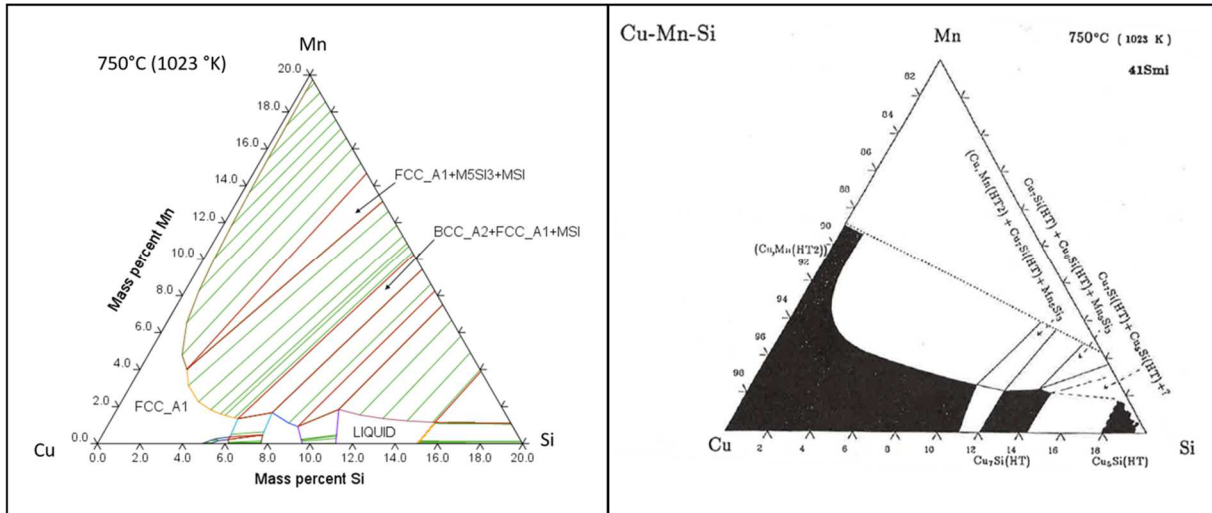 750°C (1023 °K)
Mn
20.0
18.0
16.0
14.0
12.0
10.0
8.0
6.0
4.0
2.0
0.0
Mass percent Mn
FCC_A1+M5SI3+MSI
BCC_A2+FCC_A1+MSI
FCC_A1
LIQUID
Cu
Si
0.0 2.0 4.0 6.0 8.0 10.0 12.0 14.0 16.0 18.0 20.0
Mass percent Si
Cu-Mn-Si
Mn
750°C ( 1023 K)
41Smi
82
84
86
88
90
92
94
96
98
(Cu,Mn(HT2))
(Cu, Mn(HT2) + Cu₇Si(HT) + Mn₅Si₃
Cu₇Si(HT) + Cu₅Si(HT) + Mn₅Si₃
Cu₇Si(HT) + Cu₅Si(HT) +?
Cu
Si
2 4 6 8 10 12 14 16 18
Cu₇Si(HT)
Cu₅Si(HT)